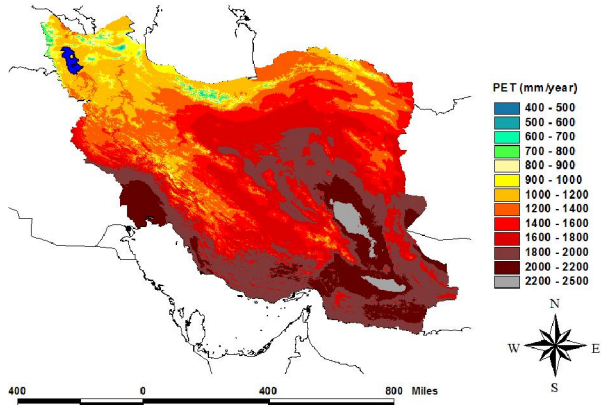 PET (mm/year)
400 - 500
500 - 600
600 - 700
700 - 800
800 - 900
900 - 1000
1000 - 1200
1200 - 1400
1400 - 1600
1600 - 1800
1800 - 2000
2000 - 2200
2200 - 2500
N
W E
S
400 0 400 800 Miles